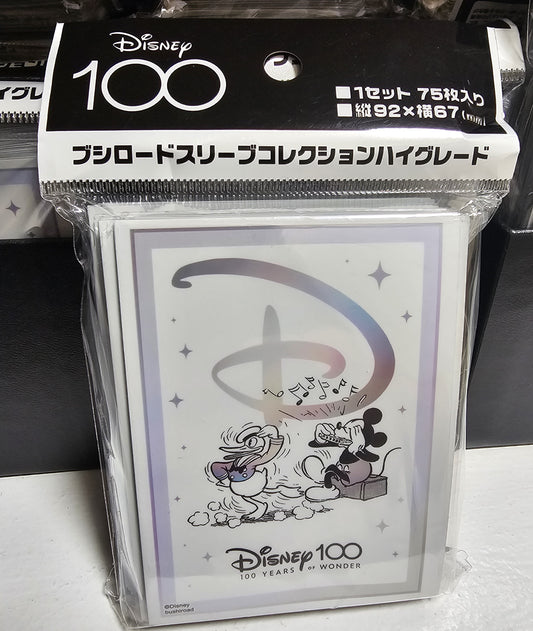 Disney
100
■1セット 75枚入り
■縦92×横67(mm)
ブシロードスリーブコレクションハイグレード
D
Disney 100
100 YEARS OF WONDER
©Disney
bushiroad